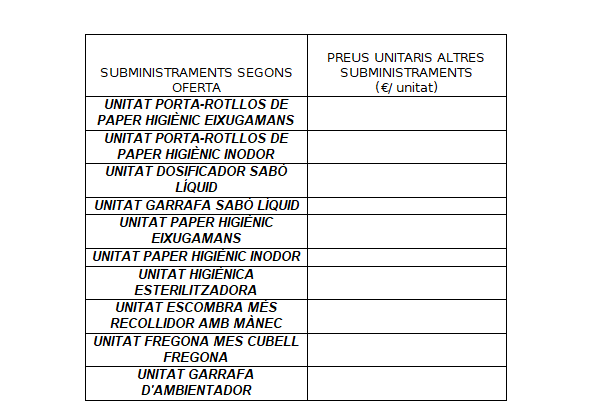 SUBMINISTRAMENTS SEGONS
OFERTA
PREUS UNITARIS ALTRES
SUBMINISTRAMENTS
(€/ unitat)
UNITAT PORTA-ROTLLOS DE
PAPER HIGIÈNIC EIXUGAMANS
UNITAT PORTA-ROTLLOS DE
PAPER HIGIÈNIC INODOR
UNITAT DOSIFICADOR SABÓ
LÍQUID
UNITAT GARRAFA SABÓ LÍQUID
UNITAT PAPER HIGIÈNIC
EIXUGAMANS
UNITAT PAPER HIGIÈNIC INODOR
UNITAT HIGIÈNICA
ESTERILITZADORA
UNITAT ESCOMBRA MÉS
RECOLLIDOR AMB MÀNEC
UNITAT FREGONA MES CUBELL
FREGONA
UNITAT GARRAFA
D'AMBIENTADOR